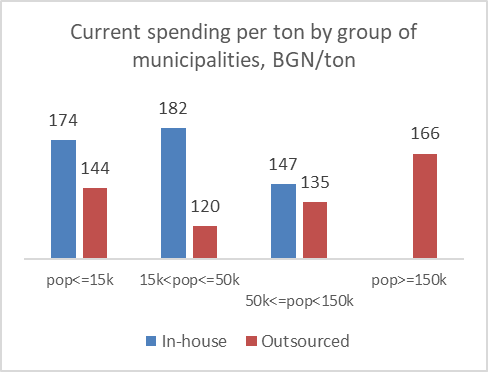 Current spending per ton by group of
municipalities, BGN/ton
174
144
182
120
147
135
166
pop<=15k
15k<pop<=50k
50k<=pop<150k
pop>=150k
In-house
Outsourced